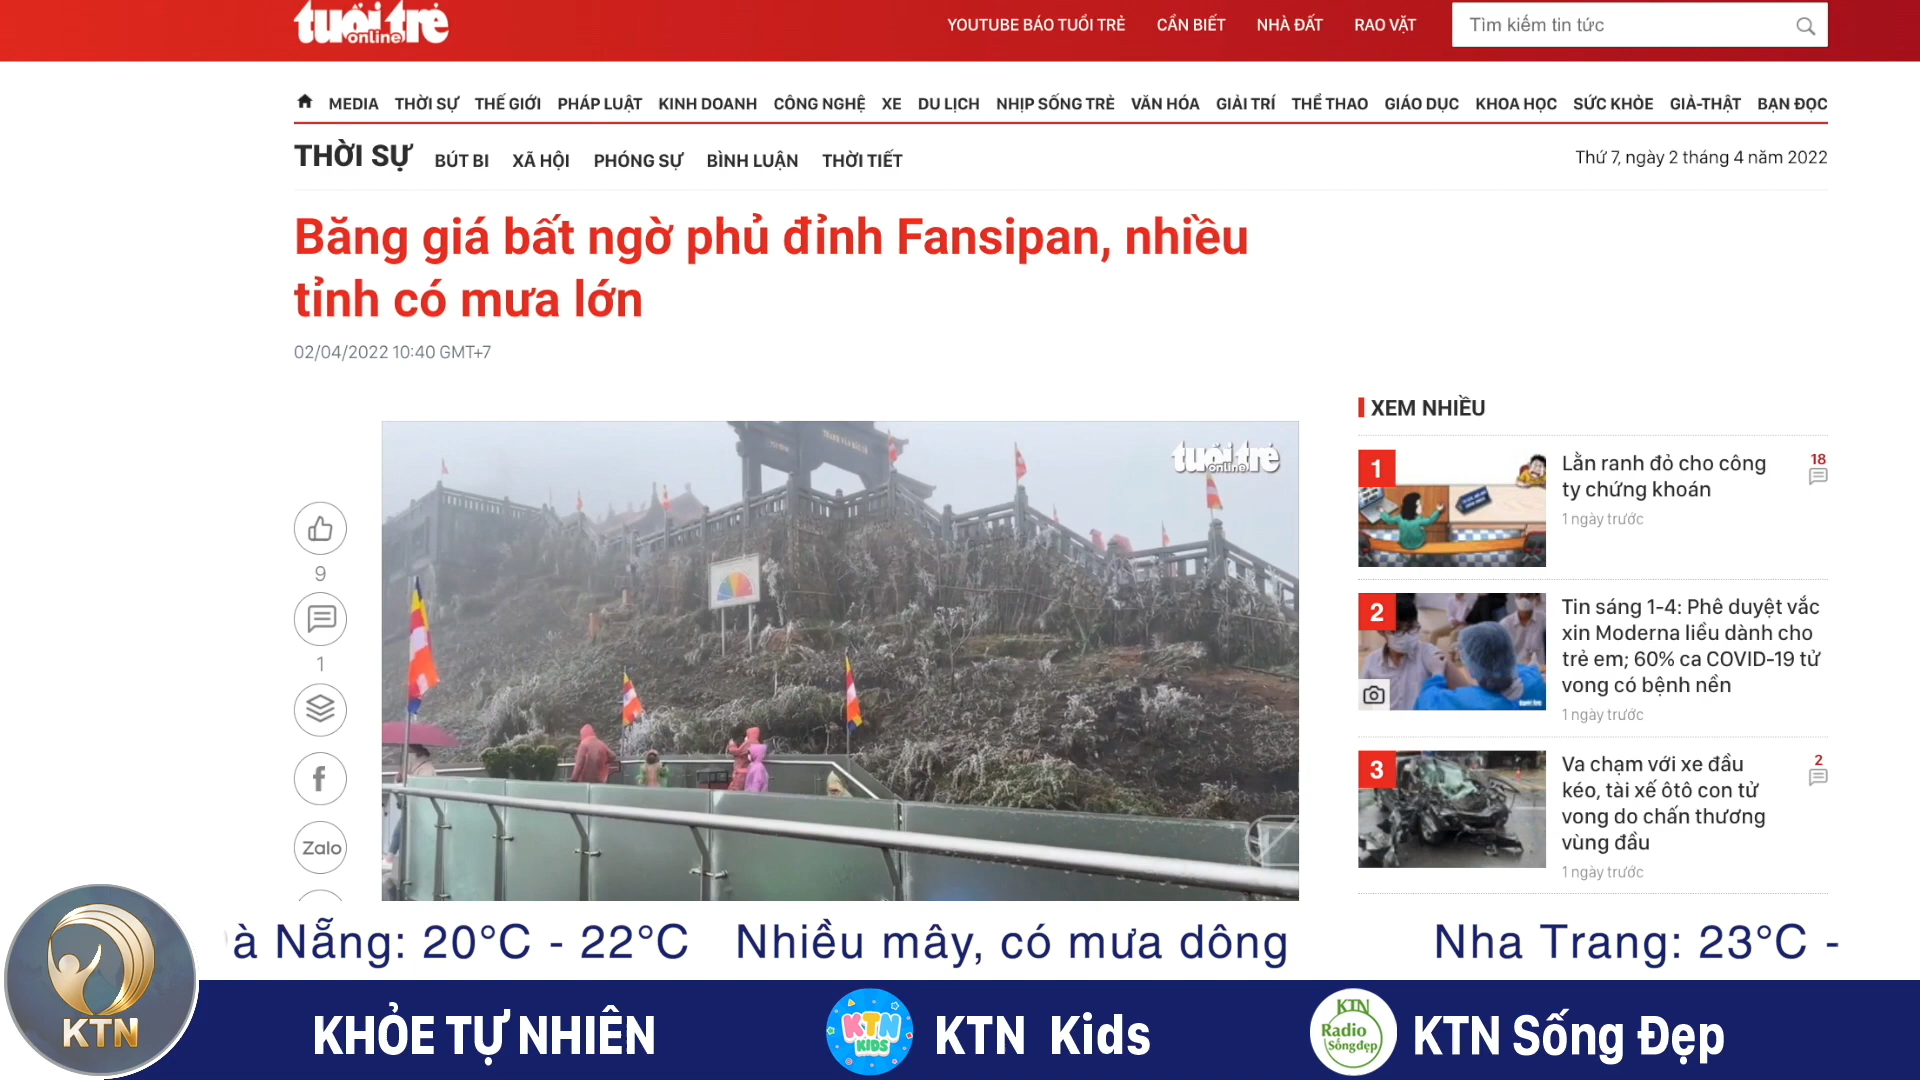 tuổi trẻ
online
YOUTUBE BÁO TUỔI TRẺ CẦN BIẾT NHÀ ĐẤT RAO VẶT Tìm kiếm tin tức
MEDIA THỜI SỰ THẾ GIỚI PHÁP LUẬT KINH DOANH CÔNG NGHỆ XE DU LỊCH NHỊP SỐNG TRẺ VĂN HÓA GIẢI TRÍ THỂ THAO GIÁO DỤC KHOA HỌC SỨC KHỎE GIẢ-THẬT BẠN ĐỌC
THỜI SỰ BÚT BI XÃ HỘI PHÓNG SỰ BÌNH LUẬN THỜI TIẾT
Thứ 7, ngày 2 tháng 4 năm 2022
Băng giá bất ngờ phủ đỉnh Fansipan, nhiều
tỉnh có mưa lớn
02/04/2022 10:40 GMT+7
tuổi trẻ
online
9
1
Zalo
XEM NHIỀU
1
Lằn ranh đỏ cho công
ty chứng khoán
18
1 ngày trước
2
Tin sáng 1-4: Phê duyệt vắc
xin Moderna liều dành cho
trẻ em; 60% ca COVID-19 tử
vong có bệnh nền
1 ngày trước
3
Va chạm với xe đầu
kéo, tài xế ôtô con tử
vong do chấn thương
vùng đầu
2
1 ngày trước
à Nẵng: 20°C - 22°C Nhiều mây, có mưa dông Nha Trang: 23°C -
KTN
KHỎE TỰ NHIÊN
KTN
KIDS
KTN Kids
KTN
Radio
Sống đẹp
KTN Sống Đẹp